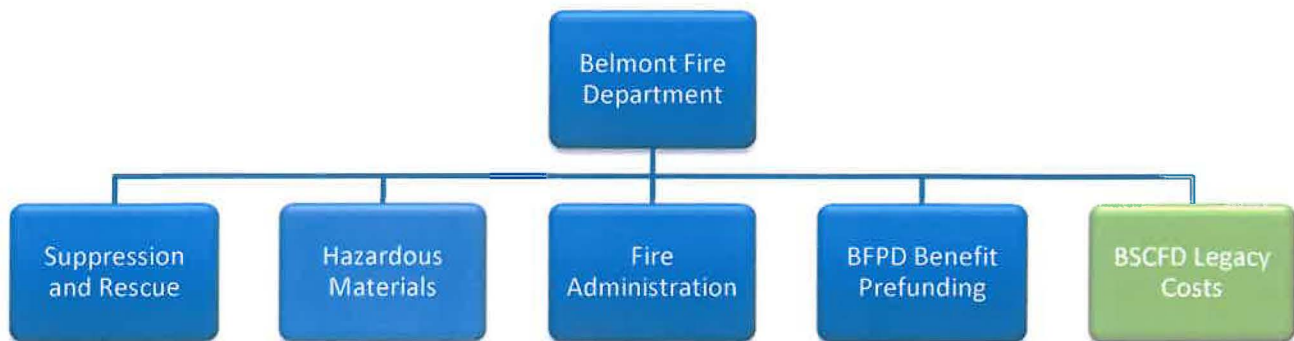 Belmont Fire
Department
Suppression
and Rescue
Hazardous
Materials
Fire
Administration
BFPD Benefit
Prefunding
BSCFD Legacy
Costs